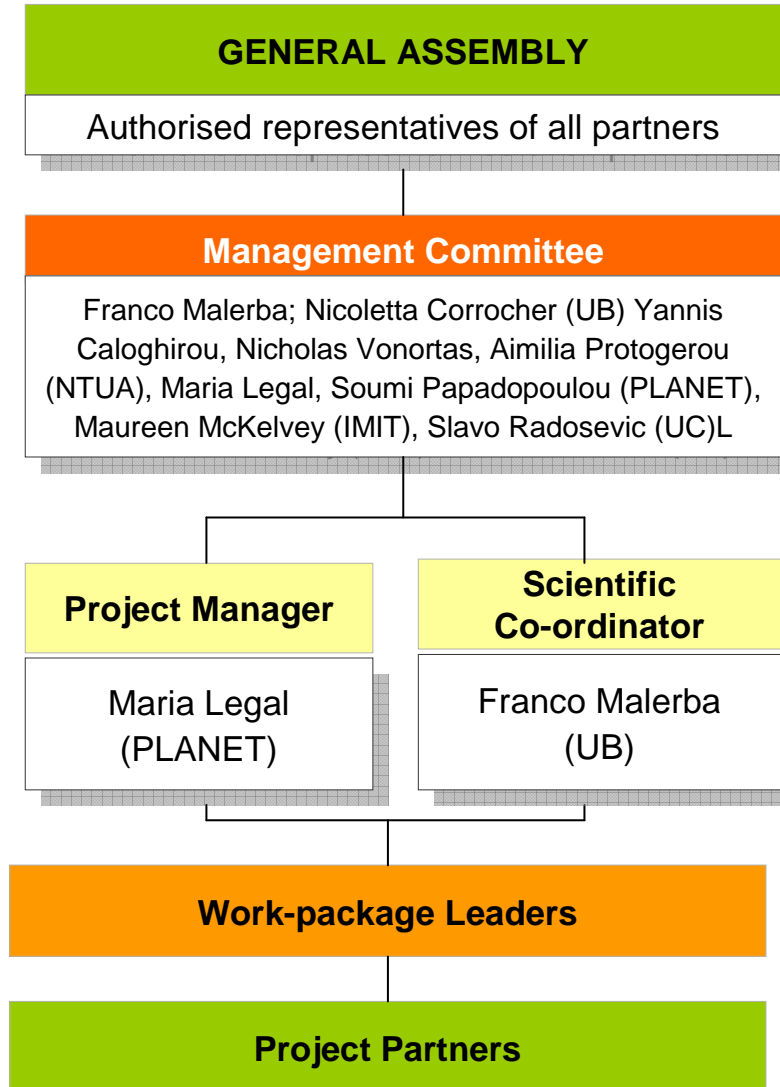 GENERAL ASSEMBLY
Authorised representatives of all partners
Management Committee
Franco Malerba; Nicoletta Corrocher (UB) Yannis
Caloghirou, Nicholas Vonortas, Aimilia Protogerou
(NTUA), Maria Legal, Soumi Papadopoulou (PLANET),
Maureen McKelvey (IMIT), Slavo Radosevic (UC)L
Project Manager
Maria Legal
(PLANET)
Scientific
Co-ordinator
Franco Malerba
(UB)
Work-package Leaders
Project Partners